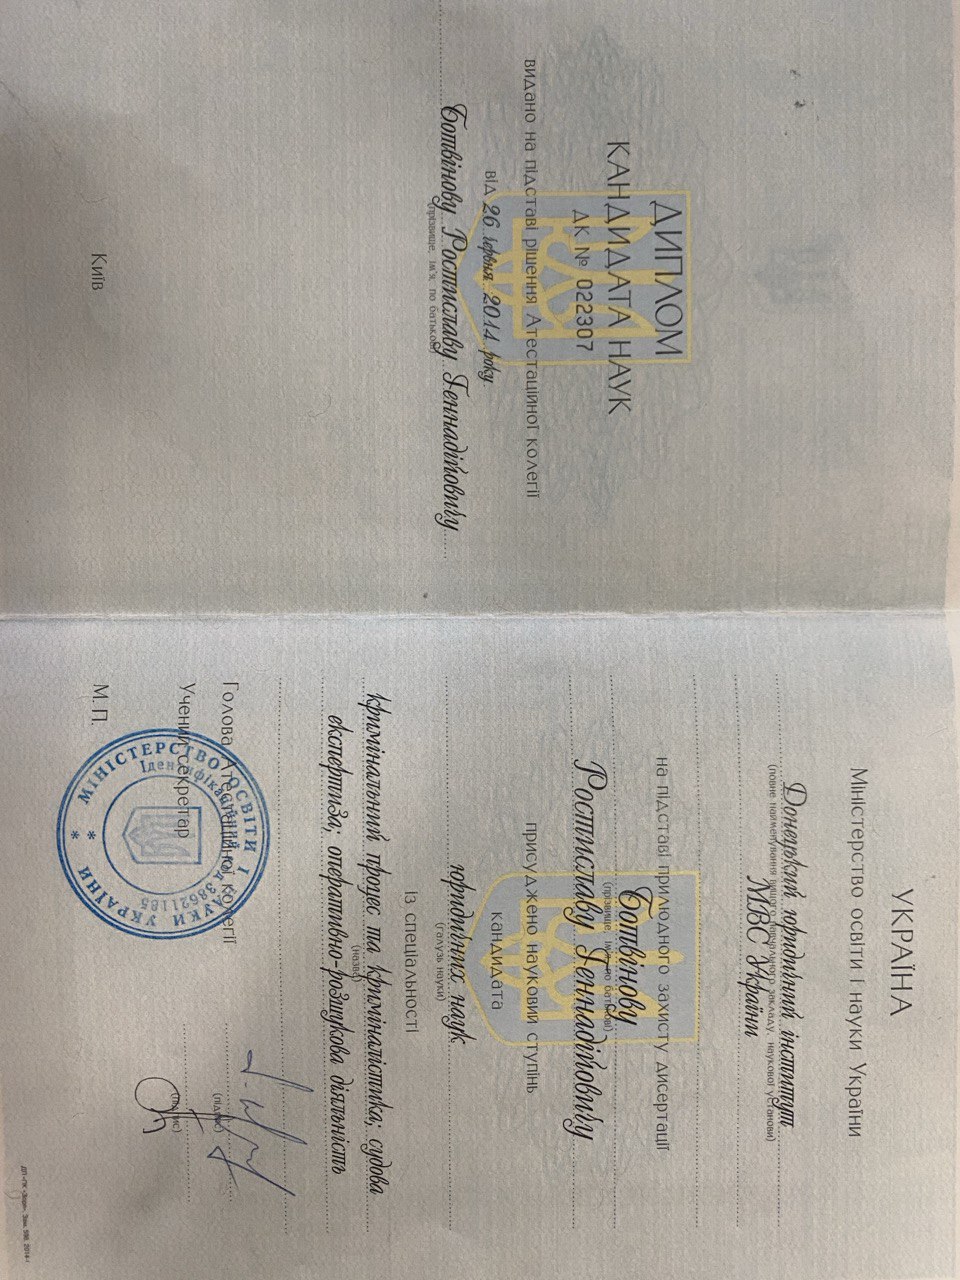 ДИПЛОМ
КАНДИДАТА НАУК
ДК № 022307
видано на підставі рішення Атестаційної колегії
від 26 червня 2014 року
Ботвінову Ростиславу Геннадійовичу
(прізвище, ім'я, по батькові)
Київ
УКРАЇНА
Міністерство освіти і науки України
Донецький юридичний інститут
(повне найменування вищого навчального закладу, наукової установи)
МВС України
на підставі прилюдного захисту дисертації
Ботвінову
(прізвище, ім'я, по батькові)
Ростиславу Геннадійовичу
присуджено науковий ступінь
кандидата
юридичних наук
(галузь науки)
із спеціальності
кримінальний процес та криміналістика; судова
(назва)
експертиза; оперативно-розшукова діяльність
Голова Атестаційної колегії
(підпис)
Учений секретар
(підпис)
М. П.
МІНІСТЕРСТВО ОСВІТИ І НАУКИ УКРАЇНИ
Ідентифікаційний код 38621185
ДП «ПК «Зоря». Зам. 598. 2014-І